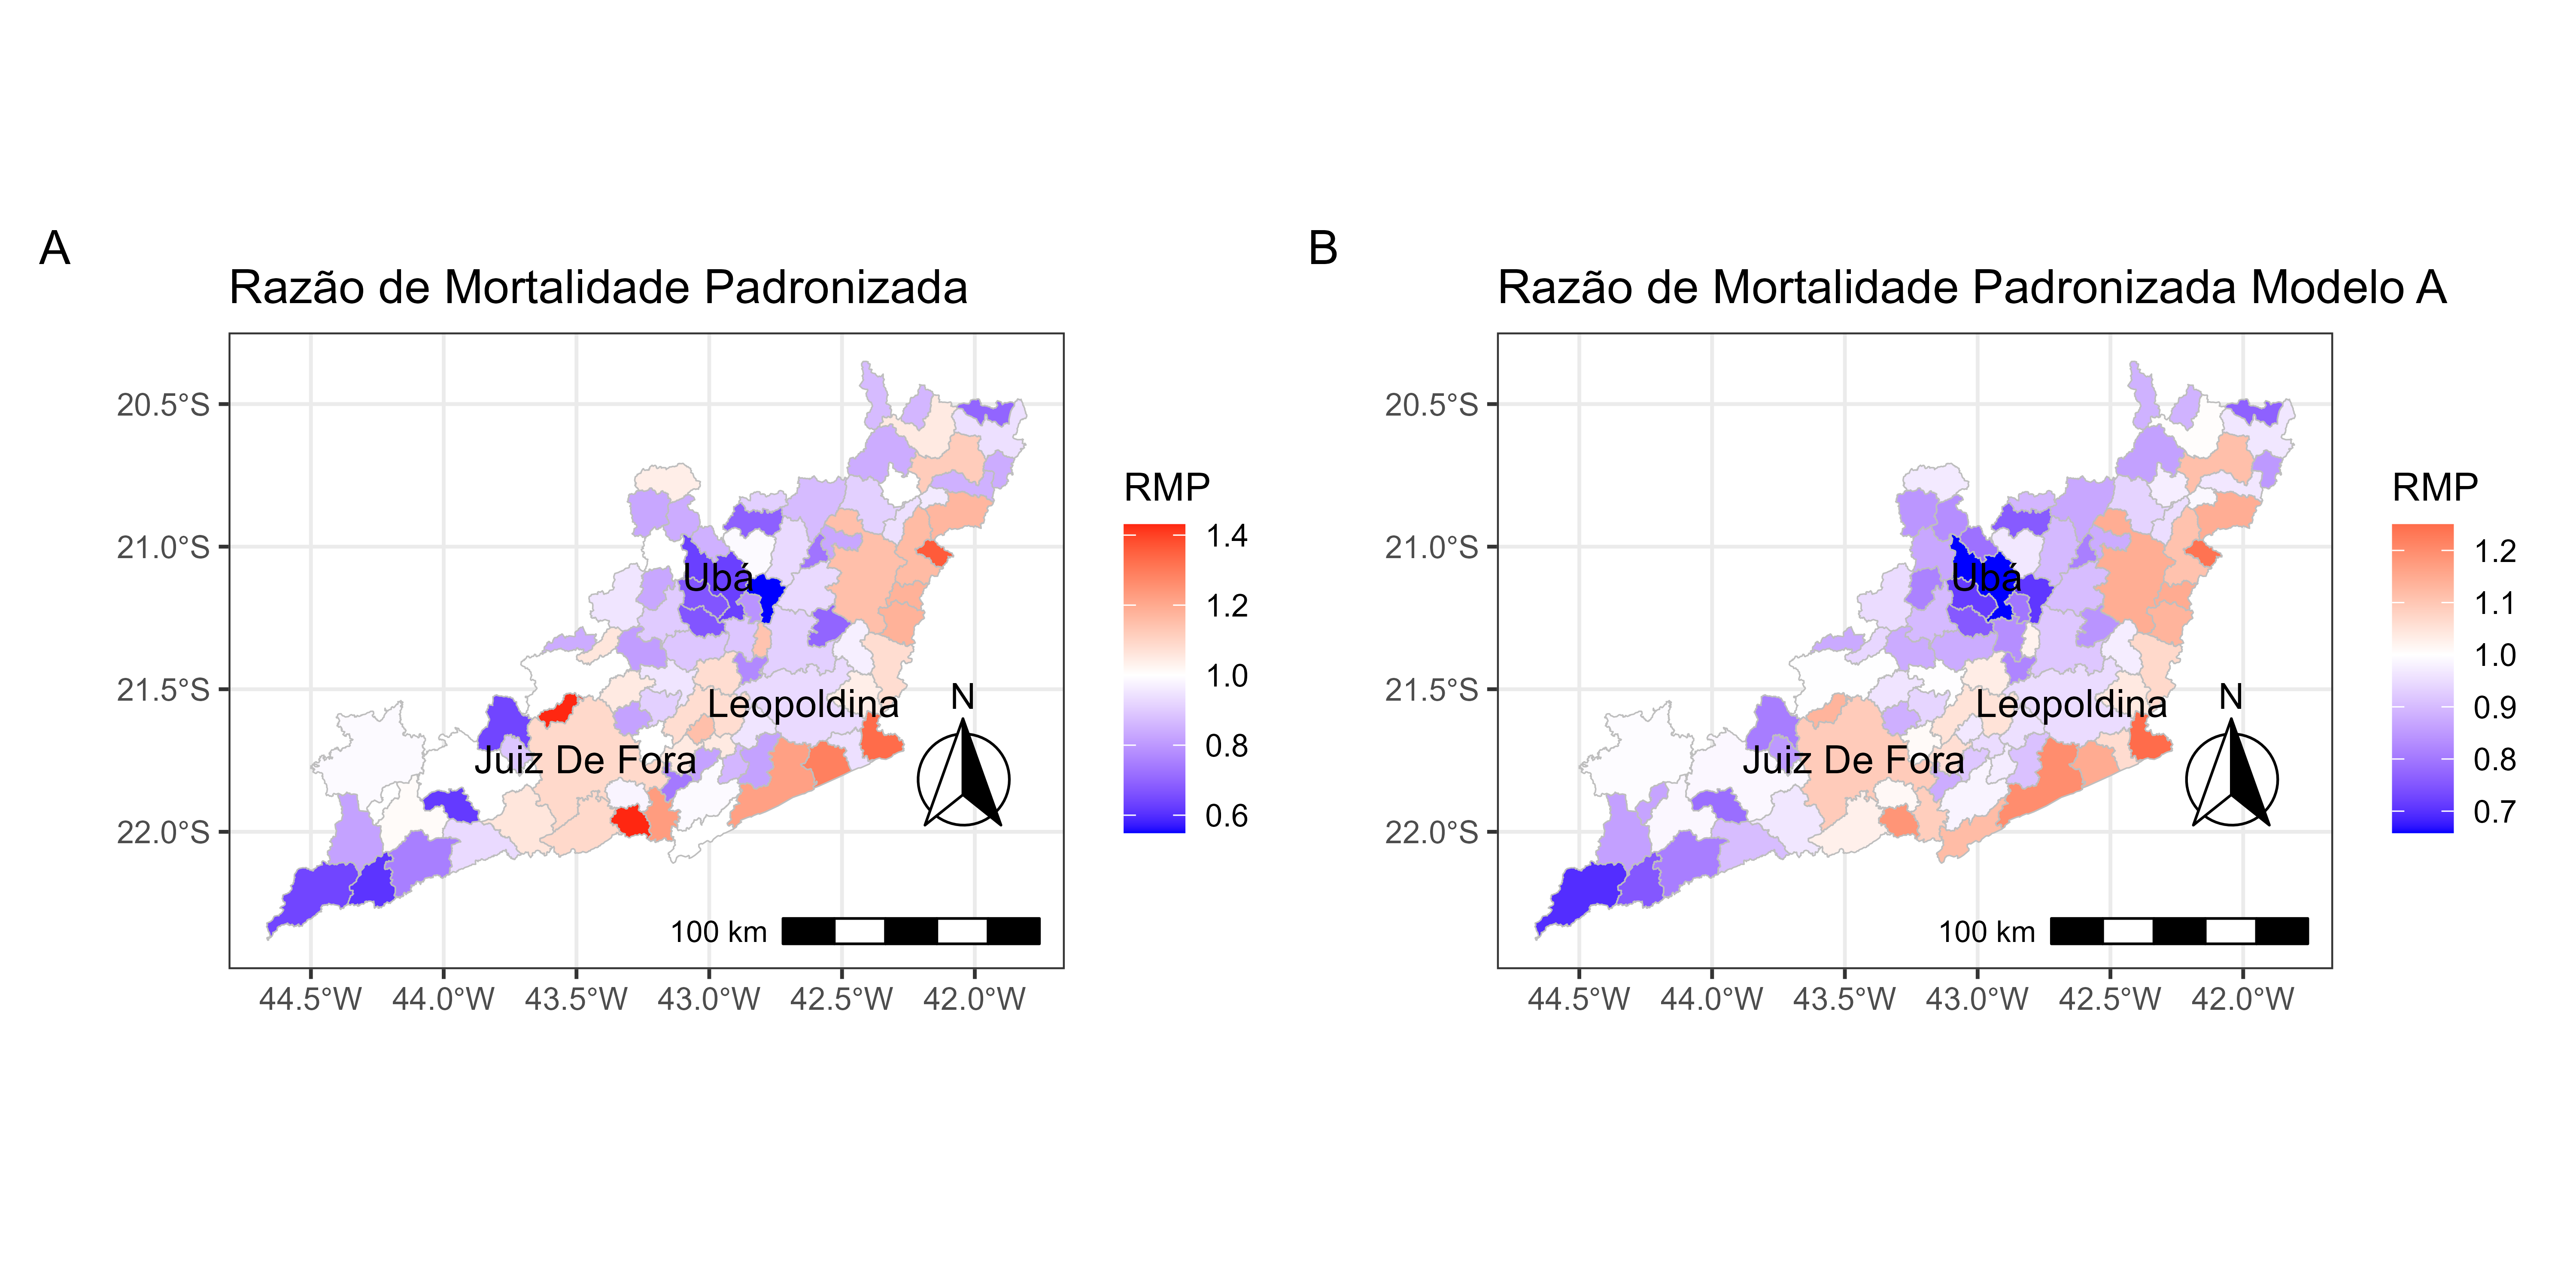 A
Razão de Mortalidade Padronizada
20.5°S
21.0°S
21.5°S
22.0°S
44.5°W 44.0°W 43.5°W 43.0°W 42.5°W 42.0°W
Ubá
Leopoldina
Juiz De Fora
N
100 km
RMP
1.4
1.2
1.0
0.8
0.6
B
Razão de Mortalidade Padronizada Modelo A
20.5°S
21.0°S
21.5°S
22.0°S
44.5°W 44.0°W 43.5°W 43.0°W 42.5°W 42.0°W
Ubá
Leopoldina
Juiz De Fora
N
100 km
RMP
1.2
1.1
1.0
0.9
0.8
0.7